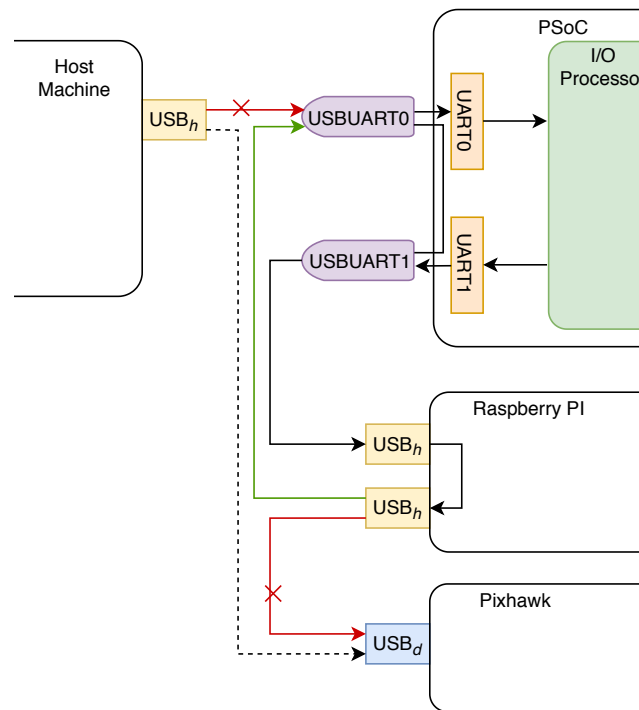 PSoC
Host
Machine
I/O
Processo
USBh
USBUART0
UART0
USBUART1
UART1
Raspberry PI
USBh
USBh
Pixhawk
USBd